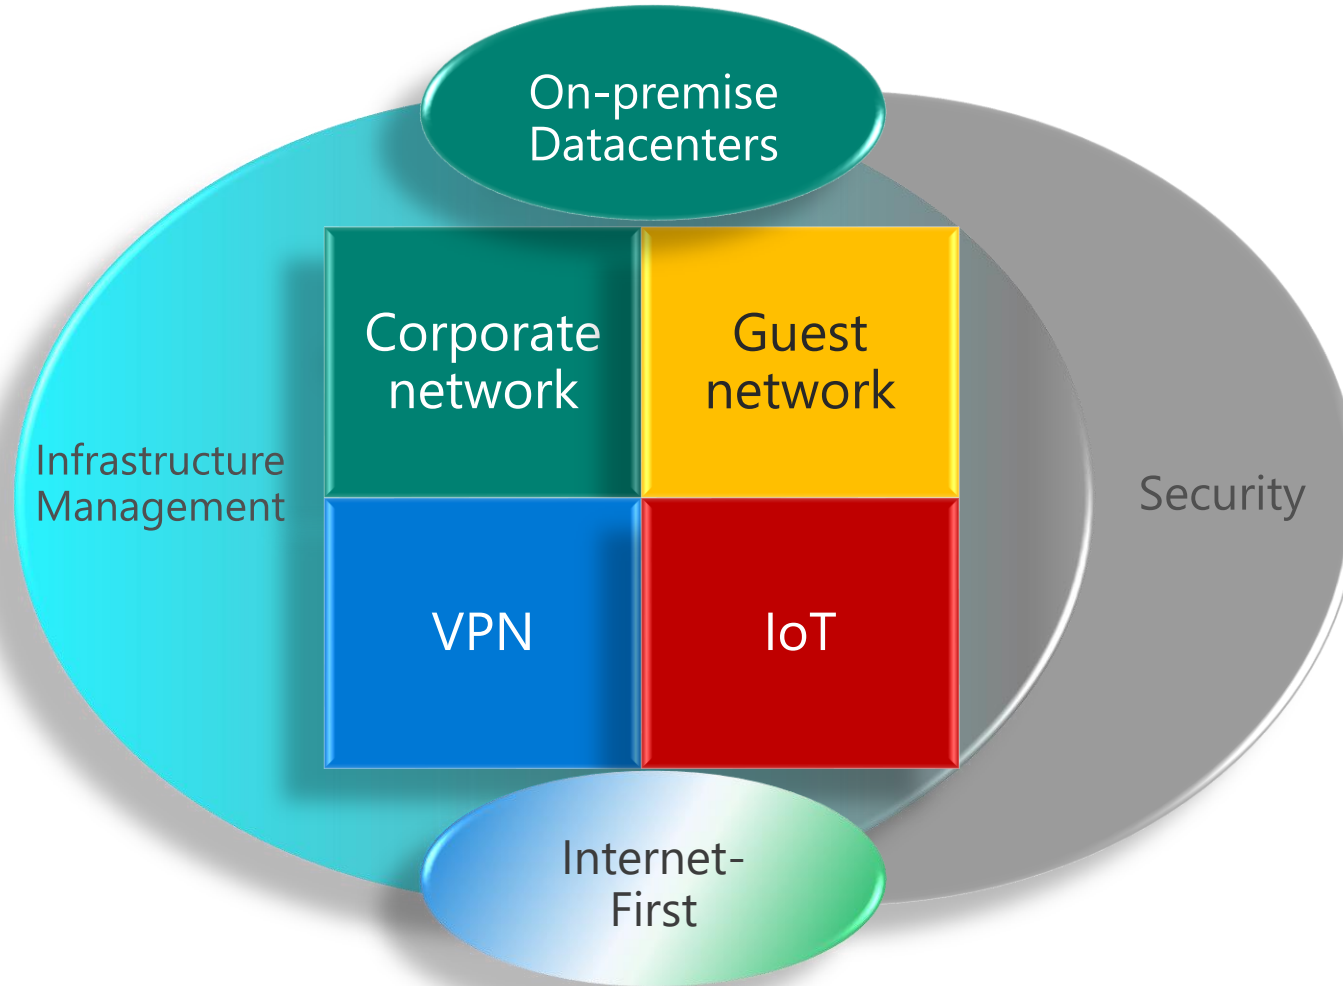 On-premise
Datacenters
Corporate
network
Guest
network
Infrastructure
Management
Security
VPN
IoT
Internet-
First